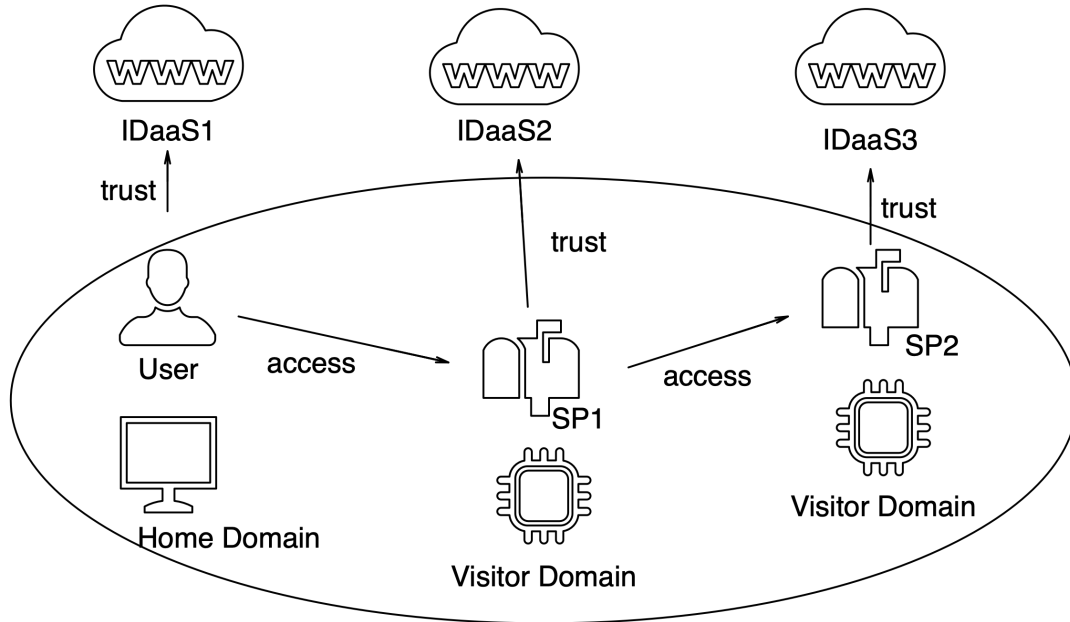 WWW
WWW
WWW
IDaaS1
IDaaS2
IDaaS3
trust
trust
trust
User
access
SP1
access
SP2
Home Domain
Visitor Domain
Visitor Domain